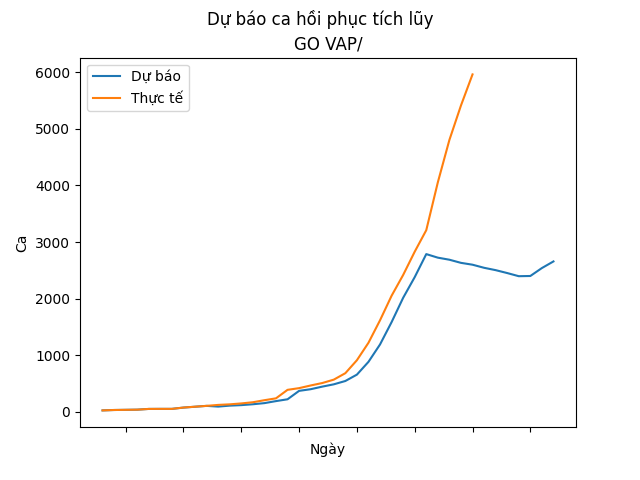 Dự báo ca hồi phục tích lũy
GO VAP/
Dự báo
Thực tế
6000
5000
4000
3000
2000
1000
0
Ca
Ngày